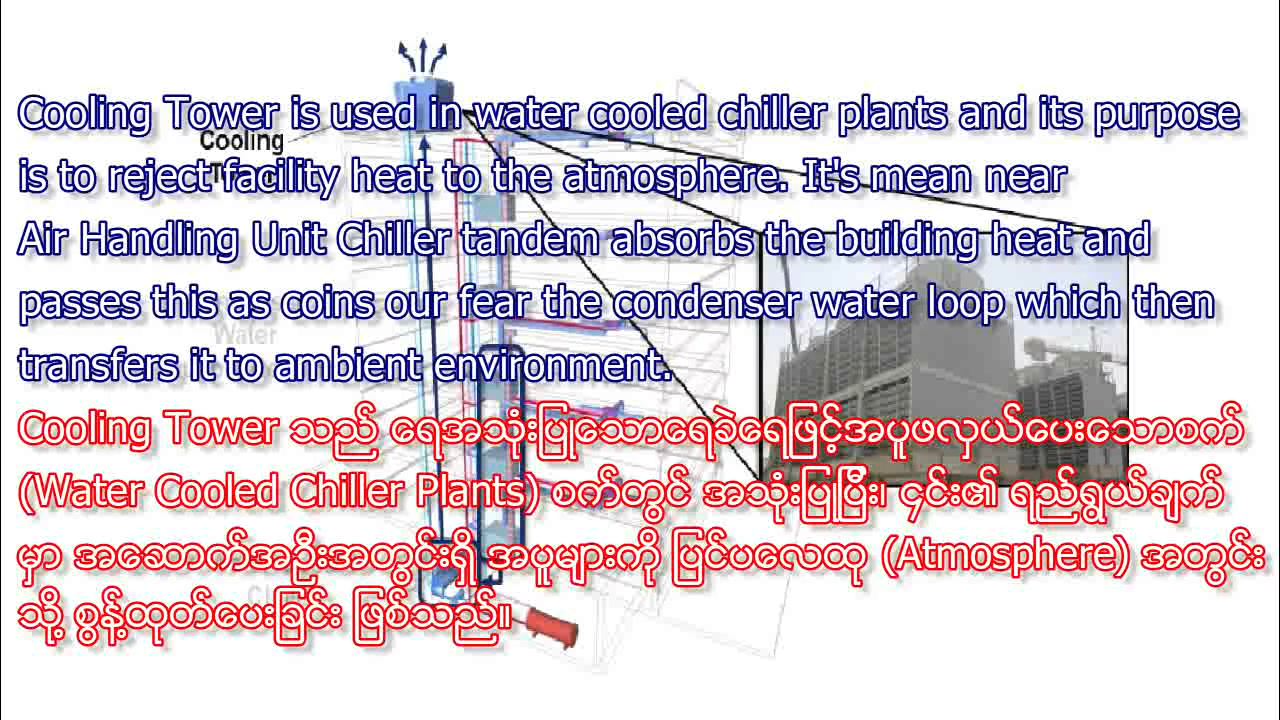 Cooling Tower is used in water cooled chiller plants and its purpose
Cooling
is to reject facility heat to the atmosphere. It's mean near
Air Handling Unit Chiller tandem absorbs the building heat and
passes this as coins our fear the condenser water loop which then
Water
transfers it to ambient environment.
Cooling Tower သည် ရေအသုံးပြုသောရေခဲရေဖြင့်အပူဖလှယ်ပေးသောစက်
(Water Cooled Chiller Plants) စက်တွင် အသုံးပြုပြီး၊ ၄င်း၏ ရည်ရွယ်ချက်
မှာ အဆောက်အဦးအတွင်းရှိ အပူများကို ပြင်ပလေထု (Atmosphere) အတွင်း
သို့ စွန့်ထုတ်ပေးခြင်း ဖြစ်သည်။